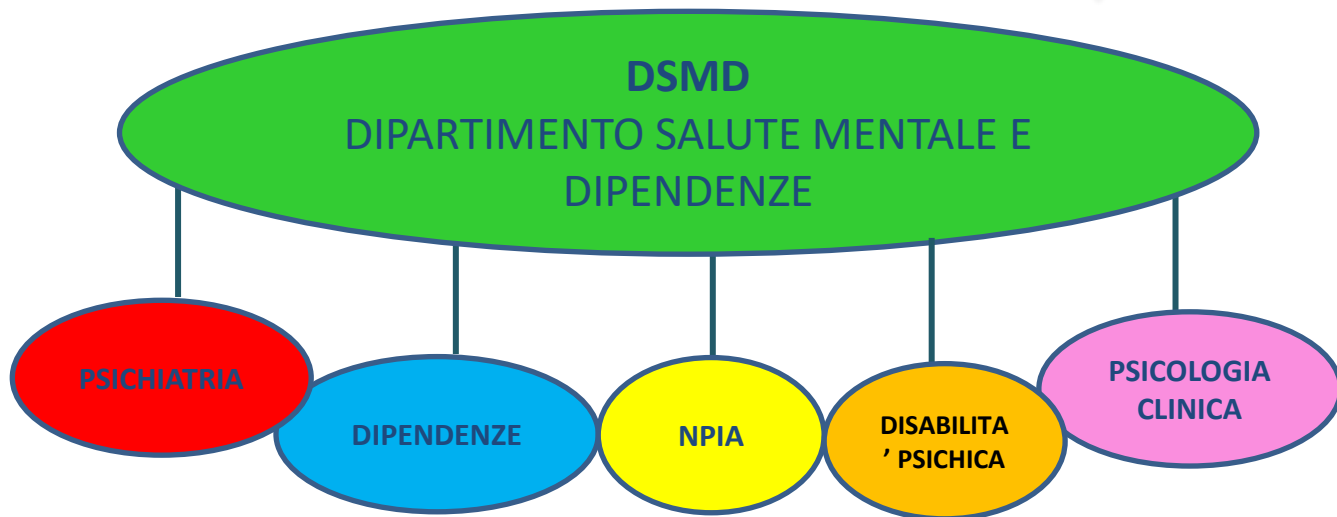 DSMD
DIPARTIMENTO SALUTE MENTALE E
DIPENDENZE
PSICHIATRIA
DIPENDENZE
NPIA
DISABILITA
’ PSICHICA
PSICOLOGIA
CLINICA